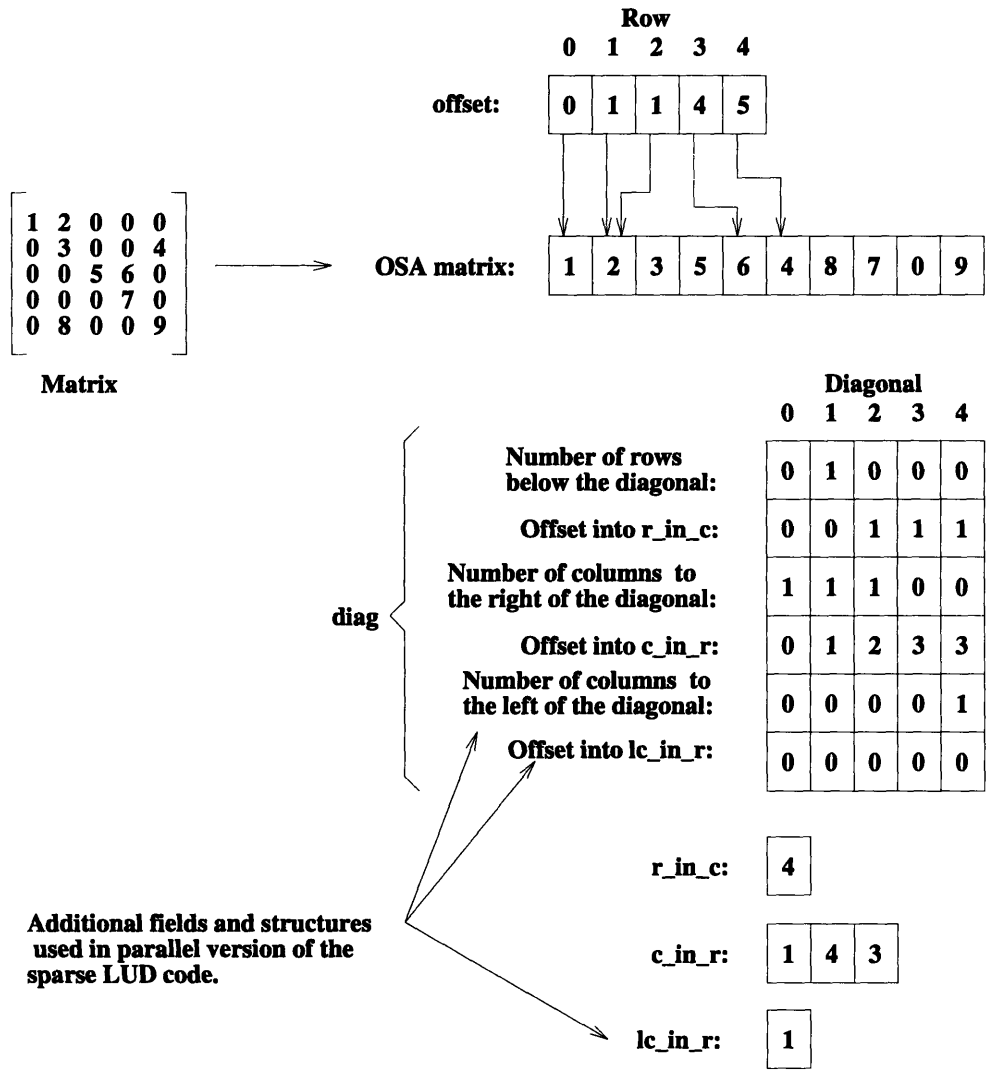 Row
0 1 2 3 4
offset: 0 1 1 4 5
1 2 0 0 0
0 3 0 0 4
0 0 5 6 0
0 0 0 7 0
0 8 0 0 9
Matrix
OSA matrix: 1 2 3 5 6 4 8 7 0 9
Diagonal
0 1 2 3 4
diag
Number of rows
below the diagonal: 0 1 0 0 0
Offset into r_in_c: 0 0 1 1 1
Number of columns to
the right of the diagonal: 1 1 1 0 0
Offset into c_in_r: 0 1 2 3 3
Number of columns to
the left of the diagonal: 0 0 0 0 1
Offset into lc_in_r: 0 0 0 0 0
r_in_c: 4
Additional fields and structures
used in parallel version of the
sparse LUD code.
c_in_r: 1 4 3
lc_in_r: 1